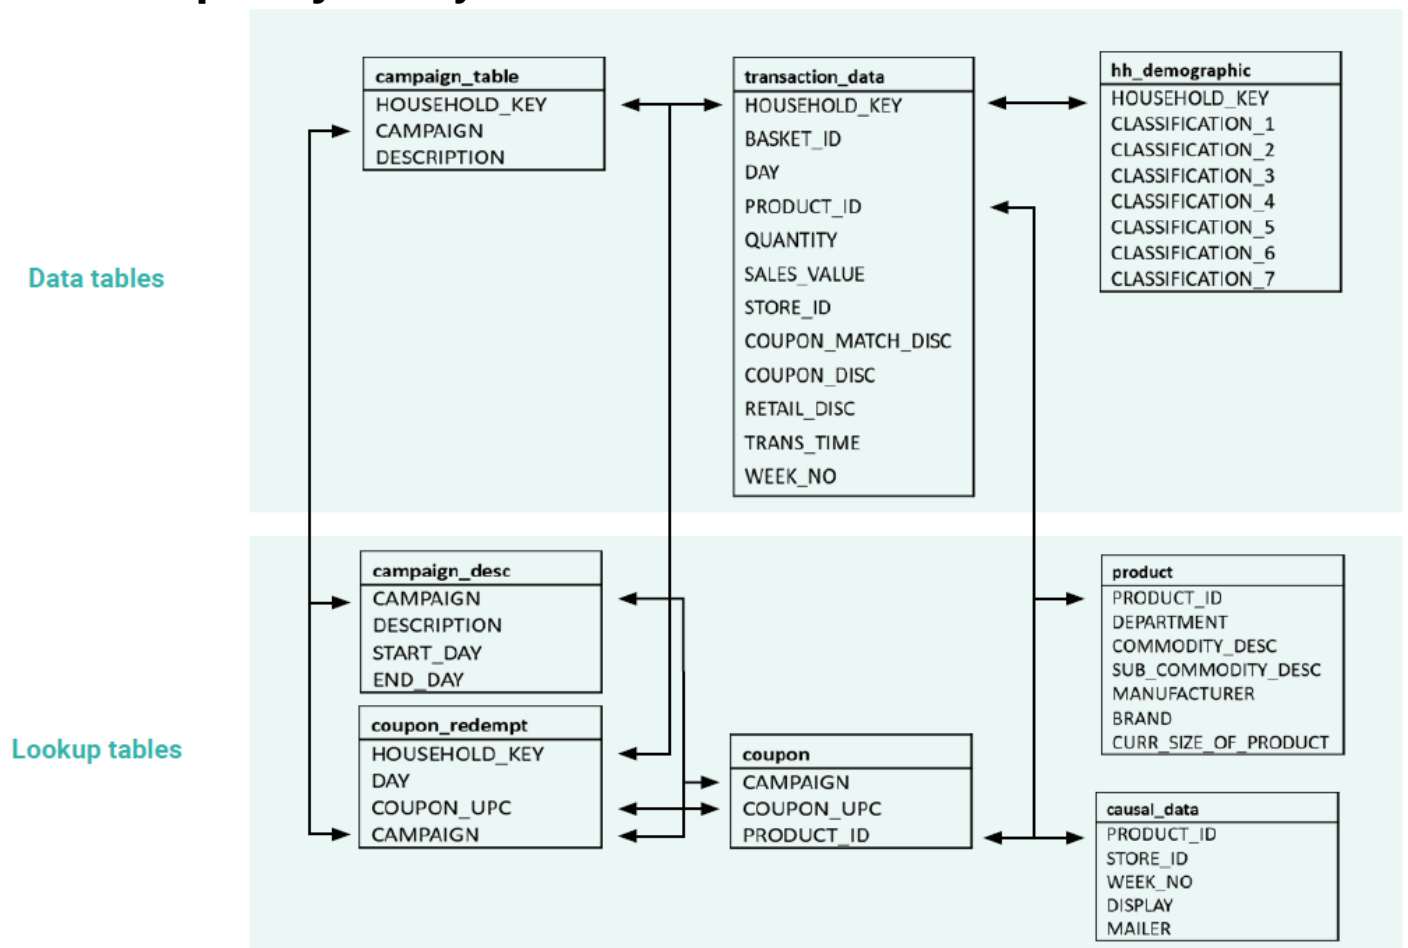 campaign_table
HOUSEHOLD_KEY
CAMPAIGN
DESCRIPTION
transaction_data
HOUSEHOLD_KEY
BASKET_ID
DAY
PRODUCT_ID
QUANTITY
SALES_VALUE
STORE_ID
COUPON_MATCH_DISC
COUPON_DISC
RETAIL_DISC
TRANS_TIME
WEEK_NO
hh_demographic
HOUSEHOLD_KEY
CLASSIFICATION_1
CLASSIFICATION_2
CLASSIFICATION_3
CLASSIFICATION_4
CLASSIFICATION_5
CLASSIFICATION_6
CLASSIFICATION_7
Data tables
campaign_desc
CAMPAIGN
DESCRIPTION
START_DAY
END_DAY
coupon_redempt
HOUSEHOLD_KEY
DAY
COUPON_UPC
CAMPAIGN
Lookup tables
coupon
CAMPAIGN
COUPON_UPC
PRODUCT_ID
product
PRODUCT_ID
DEPARTMENT
COMMODITY_DESC
SUB_COMMODITY_DESC
MANUFACTURER
BRAND
CURR_SIZE_OF_PRODUCT
causal_data
PRODUCT_ID
STORE_ID
WEEK_NO
DISPLAY
MAILER